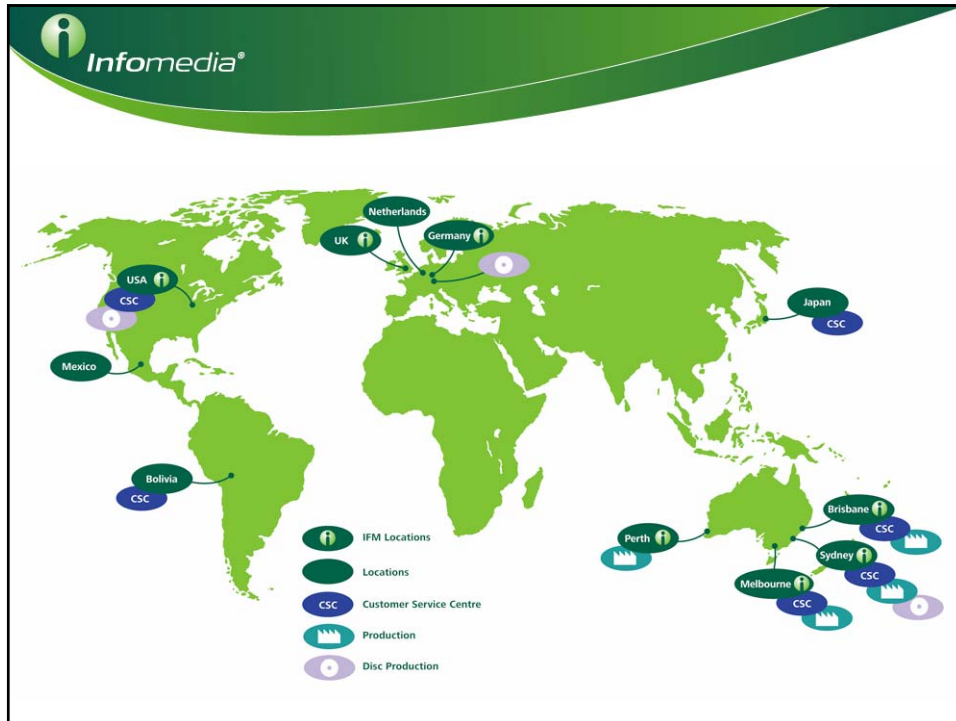 Infomedia®
Netherlands
UK
Germany
USA
CSC
Japan
CSC
Mexico
Bolivia
CSC
Brisbane
CSC
Perth
Sydney
CSC
Melbourne
CSC
IFM Locations
Locations
CSC Customer Service Centre
Production
Disc Production